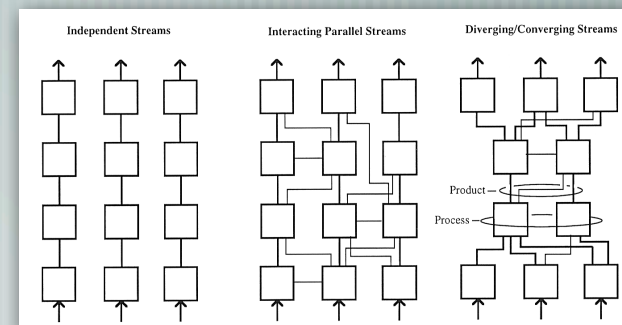 Independent Streams
Interacting Parallel Streams
Diverging/Converging Streams
Product
Process